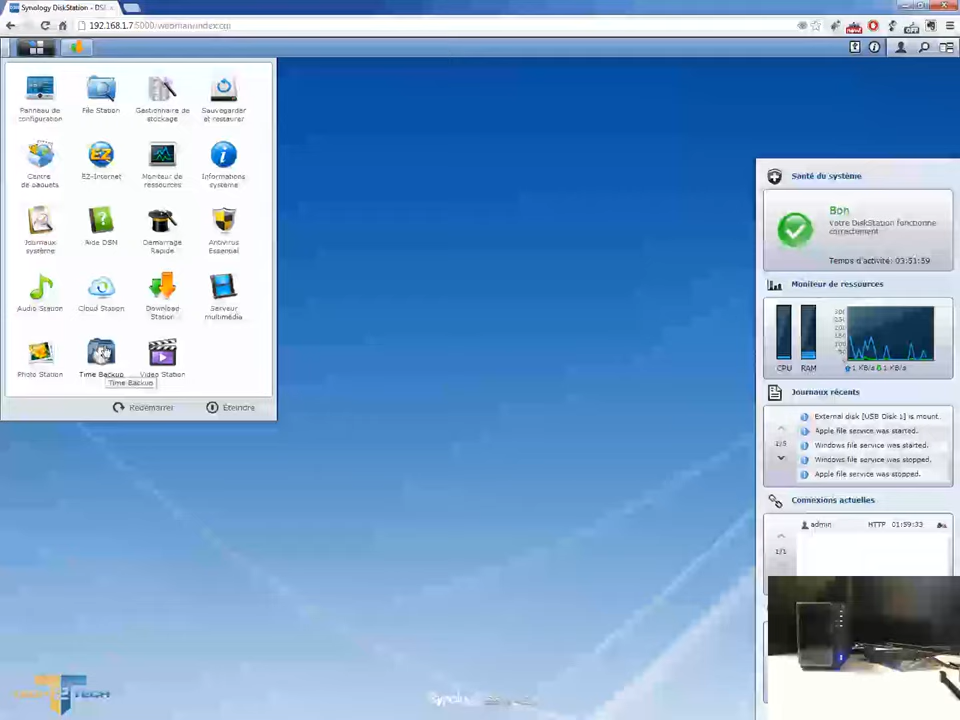 Synology DiskStation - DS
192.168.1.7:5000/webman/index.cgi
Panneau de
configuration
File Station
Gestionnaire de
stockage
Sauvegarder
et restaurer
Centre
de paquets
EZ-Internet
Moniteur de
ressources
Informations
système
Journaux
système
Aide DSM
Démarrage
Rapide
Antivirus
Essential
Audio Station
Cloud Station
Download
Station
Serveur
multimédia
Photo Station
Time Backup
Video Station
Time Backup
Redémarrer
Éteindre
Santé du système
Bon
Votre DiskStation fonctionne
correctement
Temps d'activité: 03:51:59
Moniteur de ressources
CPU
RAM
1 KB/s
1 KB/s
Journaux récents
External disk [USB Disk 1] is mount.
Apple file service was started.
Windows file service was started.
Windows file service was stopped.
Apple file service was stopped.
1/5
Connexions actuelles
admin HTTP 01:59:33
1/1
TECH